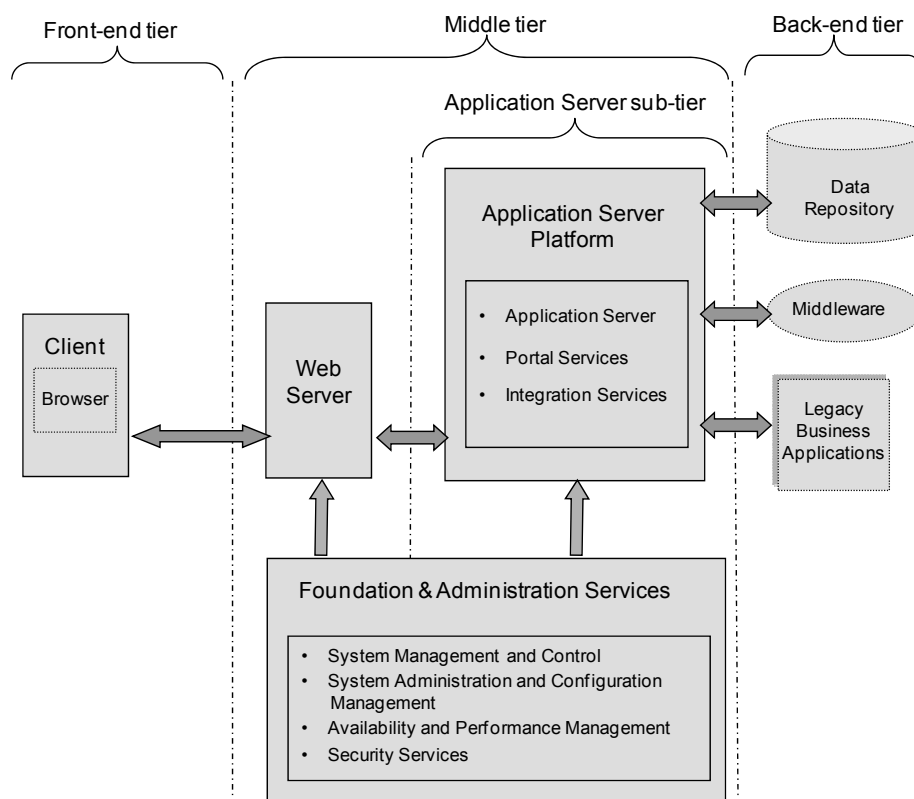 Front-end tier
Middle tier
Back-end tier
Application Server sub-tier
Data
Repository
Application Server
Platform
• Application Server
• Portal Services
• Integration Services
Middleware
Client
Browser
Web
Server
Legacy
Business
Applications
Foundation & Administration Services
• System Management and Control
• System Administration and Configuration
Management
• Availability and Performance Management
• Security Services